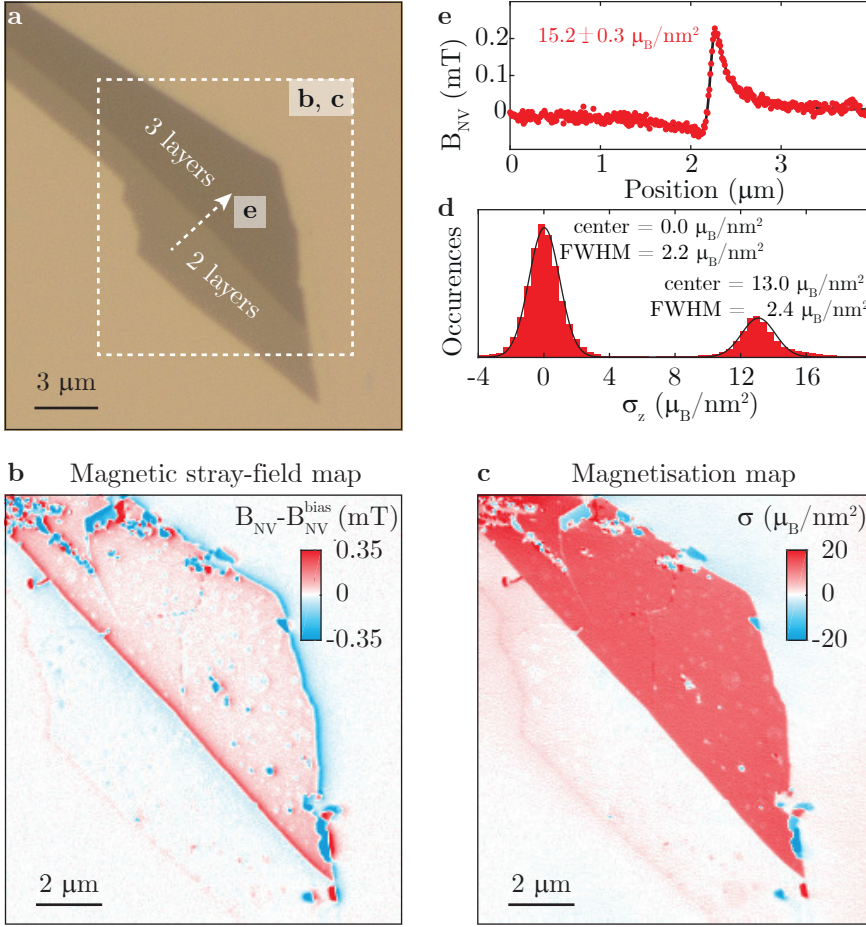 a
b, c
3 layers
e
2 layers
3 μm
e
15.2 ± 0.3 μ_B/nm²
B_NV (mT)
0.2
0.1
0
0 1 2 3
Position (μm)
d
center = 0.0 μ_B/nm²
FWHM = 2.2 μ_B/nm²
center = 13.0 μ_B/nm²
FWHM = 2.4 μ_B/nm²
Occurences
-4 0 4 8 12 16
σ_z (μ_B/nm²)
b Magnetic stray-field map
B_NV-B_NV^bias (mT)
0.35
0
-0.35
2 μm
c Magnetisation map
σ (μ_B/nm²)
20
0
-20
2 μm